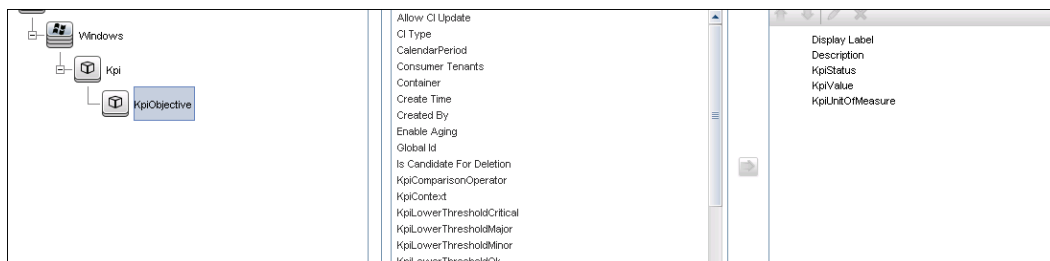 Windows
Kpi
KpiObjective
Allow CI Update
CI Type
CalendarPeriod
Consumer Tenants
Container
Create Time
Created By
Enable Aging
Global Id
Is Candidate For Deletion
KpiComparisonOperator
KpiContext
KpiLowerThresholdCritical
KpiLowerThresholdMajor
KpiLowerThresholdMinor
KpiLowerThresholdOk
Display Label
Description
KpiStatus
KpiValue
KpiUnitOfMeasure